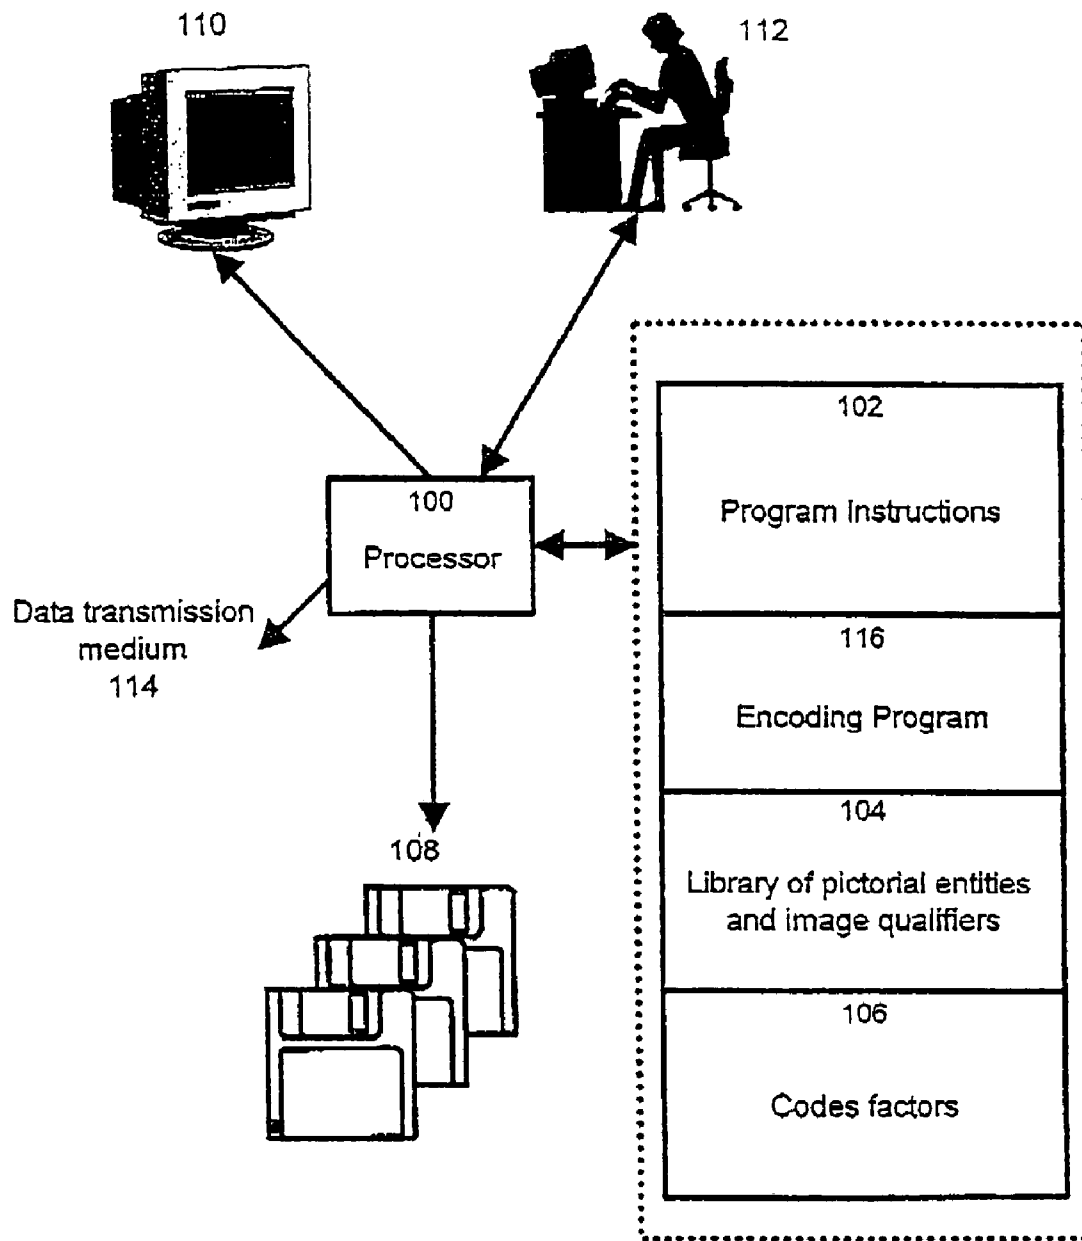 110
112
102
Program Instructions
100
Processor
Data transmission
medium
114
116
Encoding Program
104
Library of pictorial entities
and image qualifiers
108
106
Codes factors